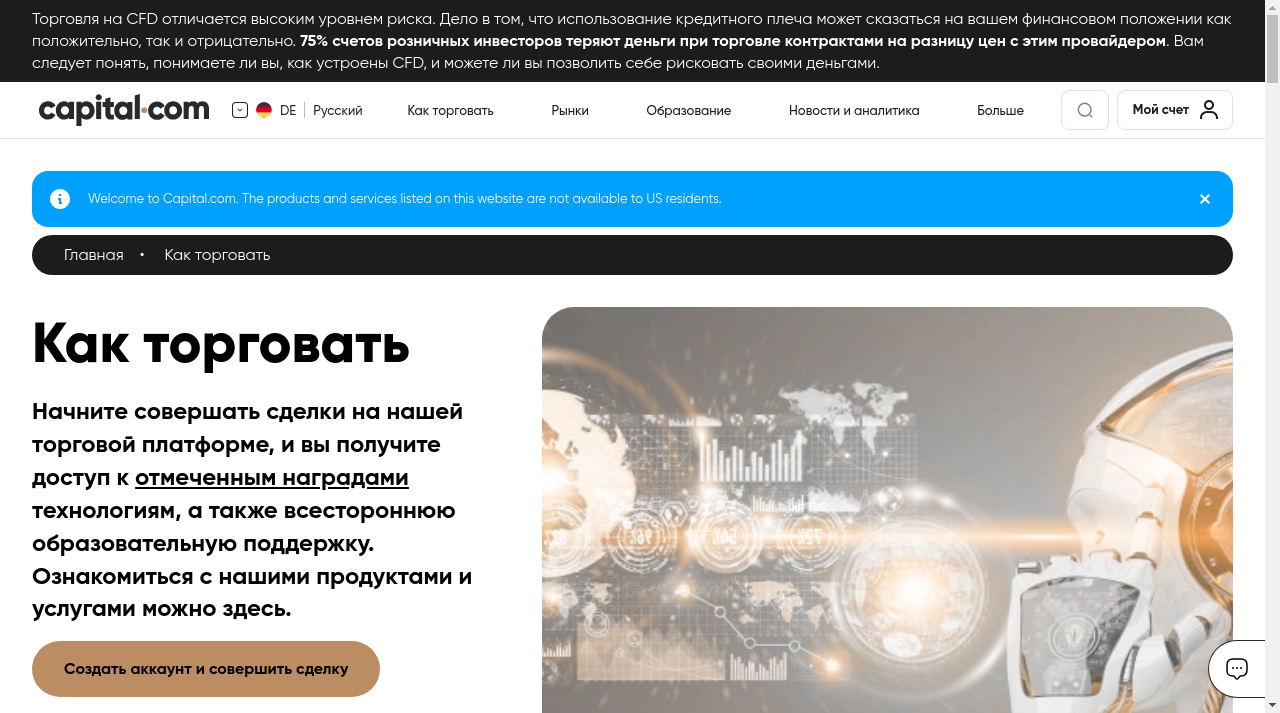 Торговля на CFD отличается высоким уровнем риска. Дело в том, что использование кредитного плеча может сказаться на вашем финансовом положении как
положительно, так и отрицательно. 75% счетов розничных инвесторов теряют деньги при торговле контрактами на разницу цен с этим провайдером. Вам
следует понять, понимаете ли вы, как устроены CFD, и можете ли вы позволить себе рисковать своими деньгами.
capital.com DE Русский Как торговать Рынки Образование Новости и аналитика Больше Мой счет
Welcome to Capital.com. The products and services listed on this website are not available to US residents.
Главная • Как торговать
Как торговать
Начните совершать сделки на нашей
торговой платформе, и вы получите
доступ к отмеченным наградами
технологиям, а также всестороннюю
образовательную поддержку.
Ознакомиться с нашими продуктами и
услугами можно здесь.
Создать аккаунт и совершить сделку